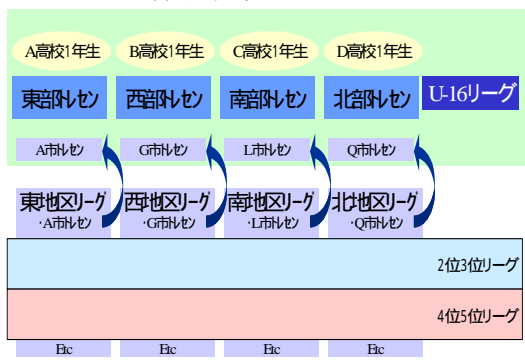 A高校1年生 B高校1年生 C高校1年生 D高校1年生
東部トレセン 西部トレセン 南部トレセン 北部トレセン U-16リーグ
A市トレセン G市トレセン L市トレセン Q市トレセン
東地区リーグ 西地区リーグ 南地区リーグ 北地区リーグ
・A市トレセン ・G市トレセン ・L市トレセン ・Q市トレセン
2位3位リーグ
4位5位リーグ
Etc Etc Etc Etc